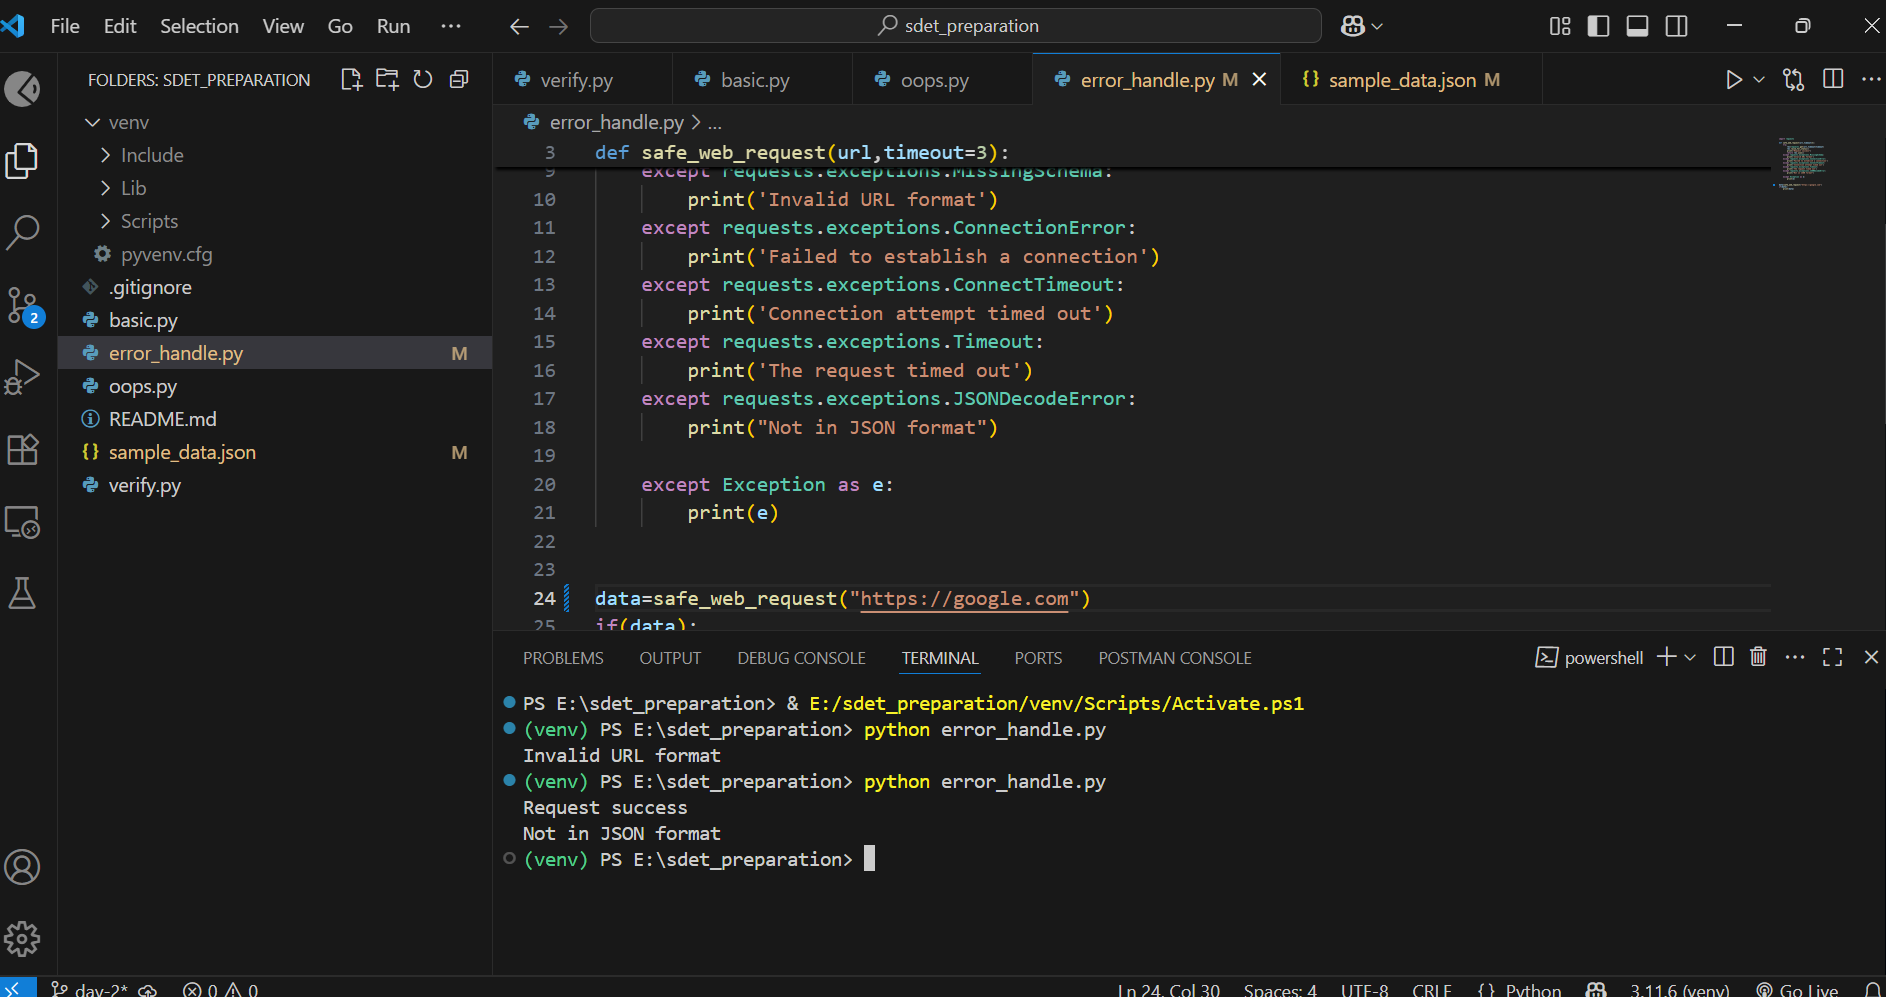 File Edit Selection View Go Run ···
sdet_preparation
FOLDERS: SDET_PREPARATION
venv
Include
Lib
Scripts
pyvenv.cfg
.gitignore
basic.py
error_handle.py M
oops.py
README.md
sample_data.json M
verify.py
2
verify.py basic.py oops.py error_handle.py M sample_data.json M
error_handle.py > ...
3 def safe_web_request(url,timeout=3):
9 except requests.exceptions.MissingSchema:
10 print('Invalid URL format')
11 except requests.exceptions.ConnectionError:
12 print('Failed to establish a connection')
13 except requests.exceptions.ConnectTimeout:
14 print('Connection attempt timed out')
15 except requests.exceptions.Timeout:
16 print('The request timed out')
17 except requests.exceptions.JSONDecodeError:
18 print("Not in JSON format")
19
20 except Exception as e:
21 print(e)
22
23
24 data=safe_web_request("https://google.com")
25 if(data):
PROBLEMS OUTPUT DEBUG CONSOLE TERMINAL PORTS POSTMAN CONSOLE
powershell
PS E:\sdet_preparation> & E:/sdet_preparation/venv/Scripts/Activate.ps1
(venv) PS E:\sdet_preparation> python error_handle.py
Invalid URL format
(venv) PS E:\sdet_preparation> python error_handle.py
Request success
Not in JSON format
(venv) PS E:\sdet_preparation>
day-2* 0 0 Ln 24, Col 30 Spaces: 4 UTF-8 CRLF {} Python 3.11.6 (venv) Go Live